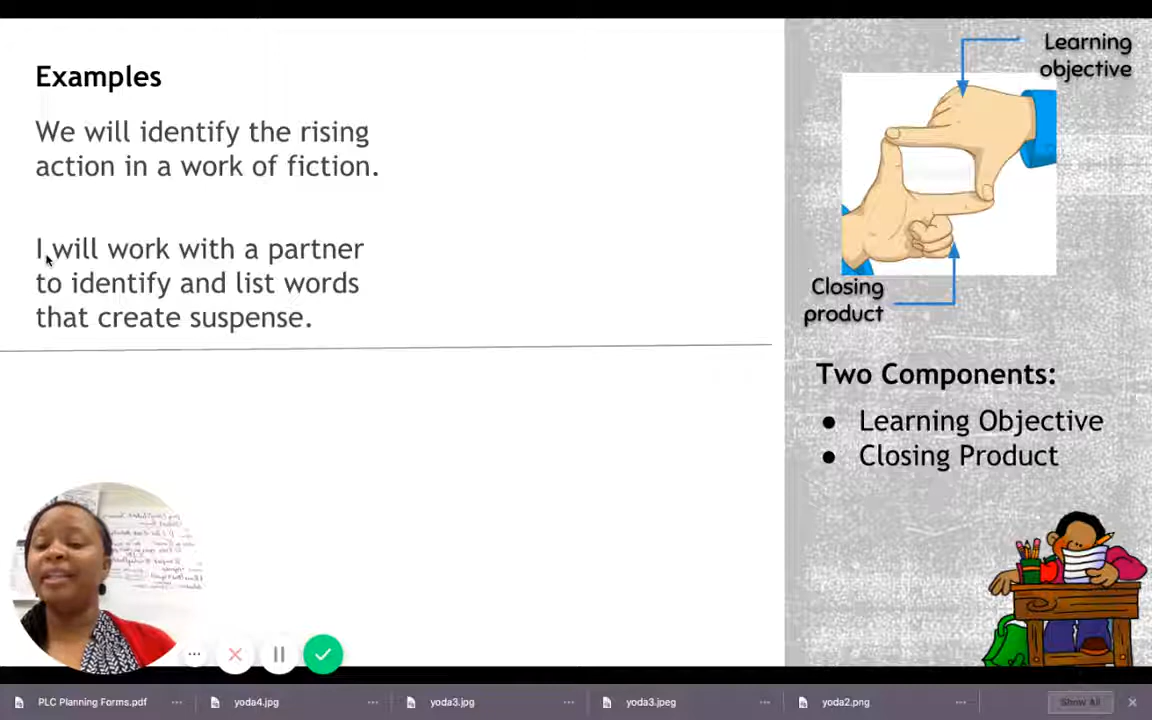 Examples
We will identify the rising
action in a work of fiction.
I will work with a partner
to identify and list words
that create suspense.
Learning
objective
Closing
product
Two Components:
● Learning Objective
● Closing Product
PLC Planning Forms.pdf
yoda4.jpg
yoda3.jpg
yoda3.jpeg
yoda2.png
Show All